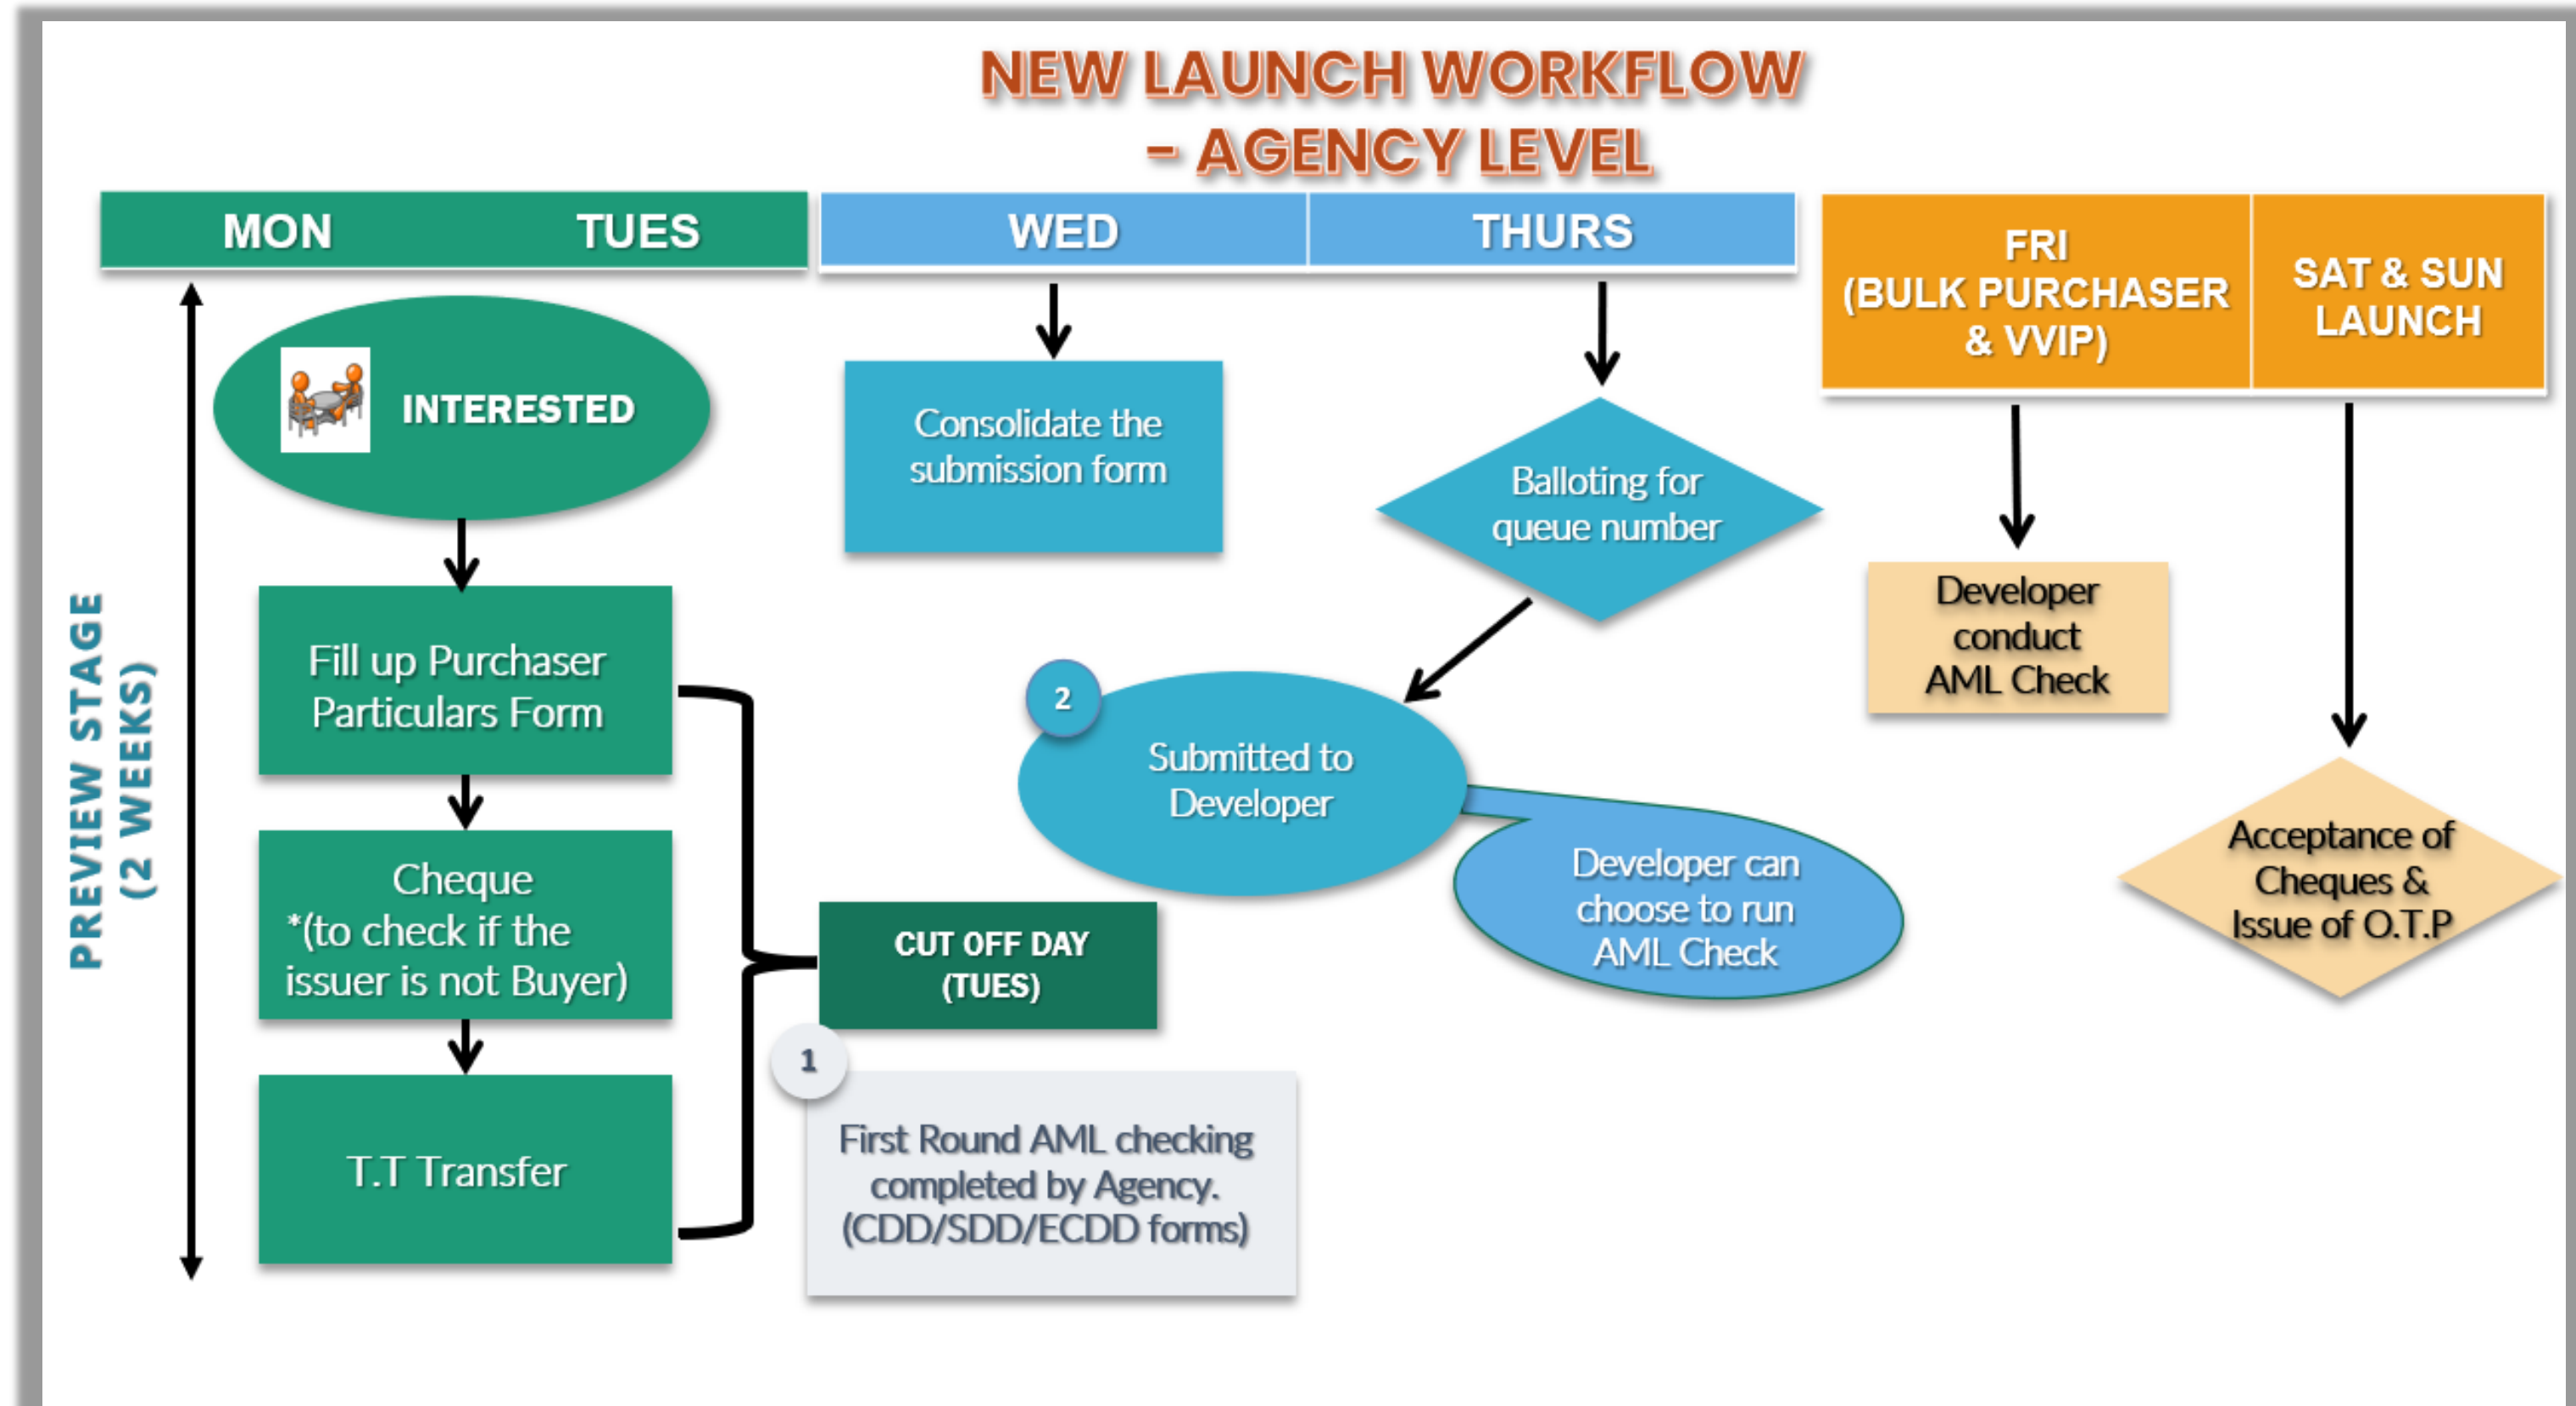 NEW LAUNCH WORKFLOW
- AGENCY LEVEL
MON
TUES
WED
THURS
FRI
(BULK PURCHASER
& VVIP)
SAT & SUN
LAUNCH
PREVIEW STAGE
(2 WEEKS)
INTERESTED
Fill up Purchaser
Particulars Form
Cheque
*(to check if the
issuer is not Buyer)
T.T Transfer
CUT OFF DAY
(TUES)
1
First Round AML checking
completed by Agency.
(CDD/SDD/ECDD forms)
Consolidate the
submission form
Balloting for
queue number
2
Submitted to
Developer
Developer can
choose to run
AML Check
Developer
conduct
AML Check
Acceptance of
Cheques &
Issue of O.T.P